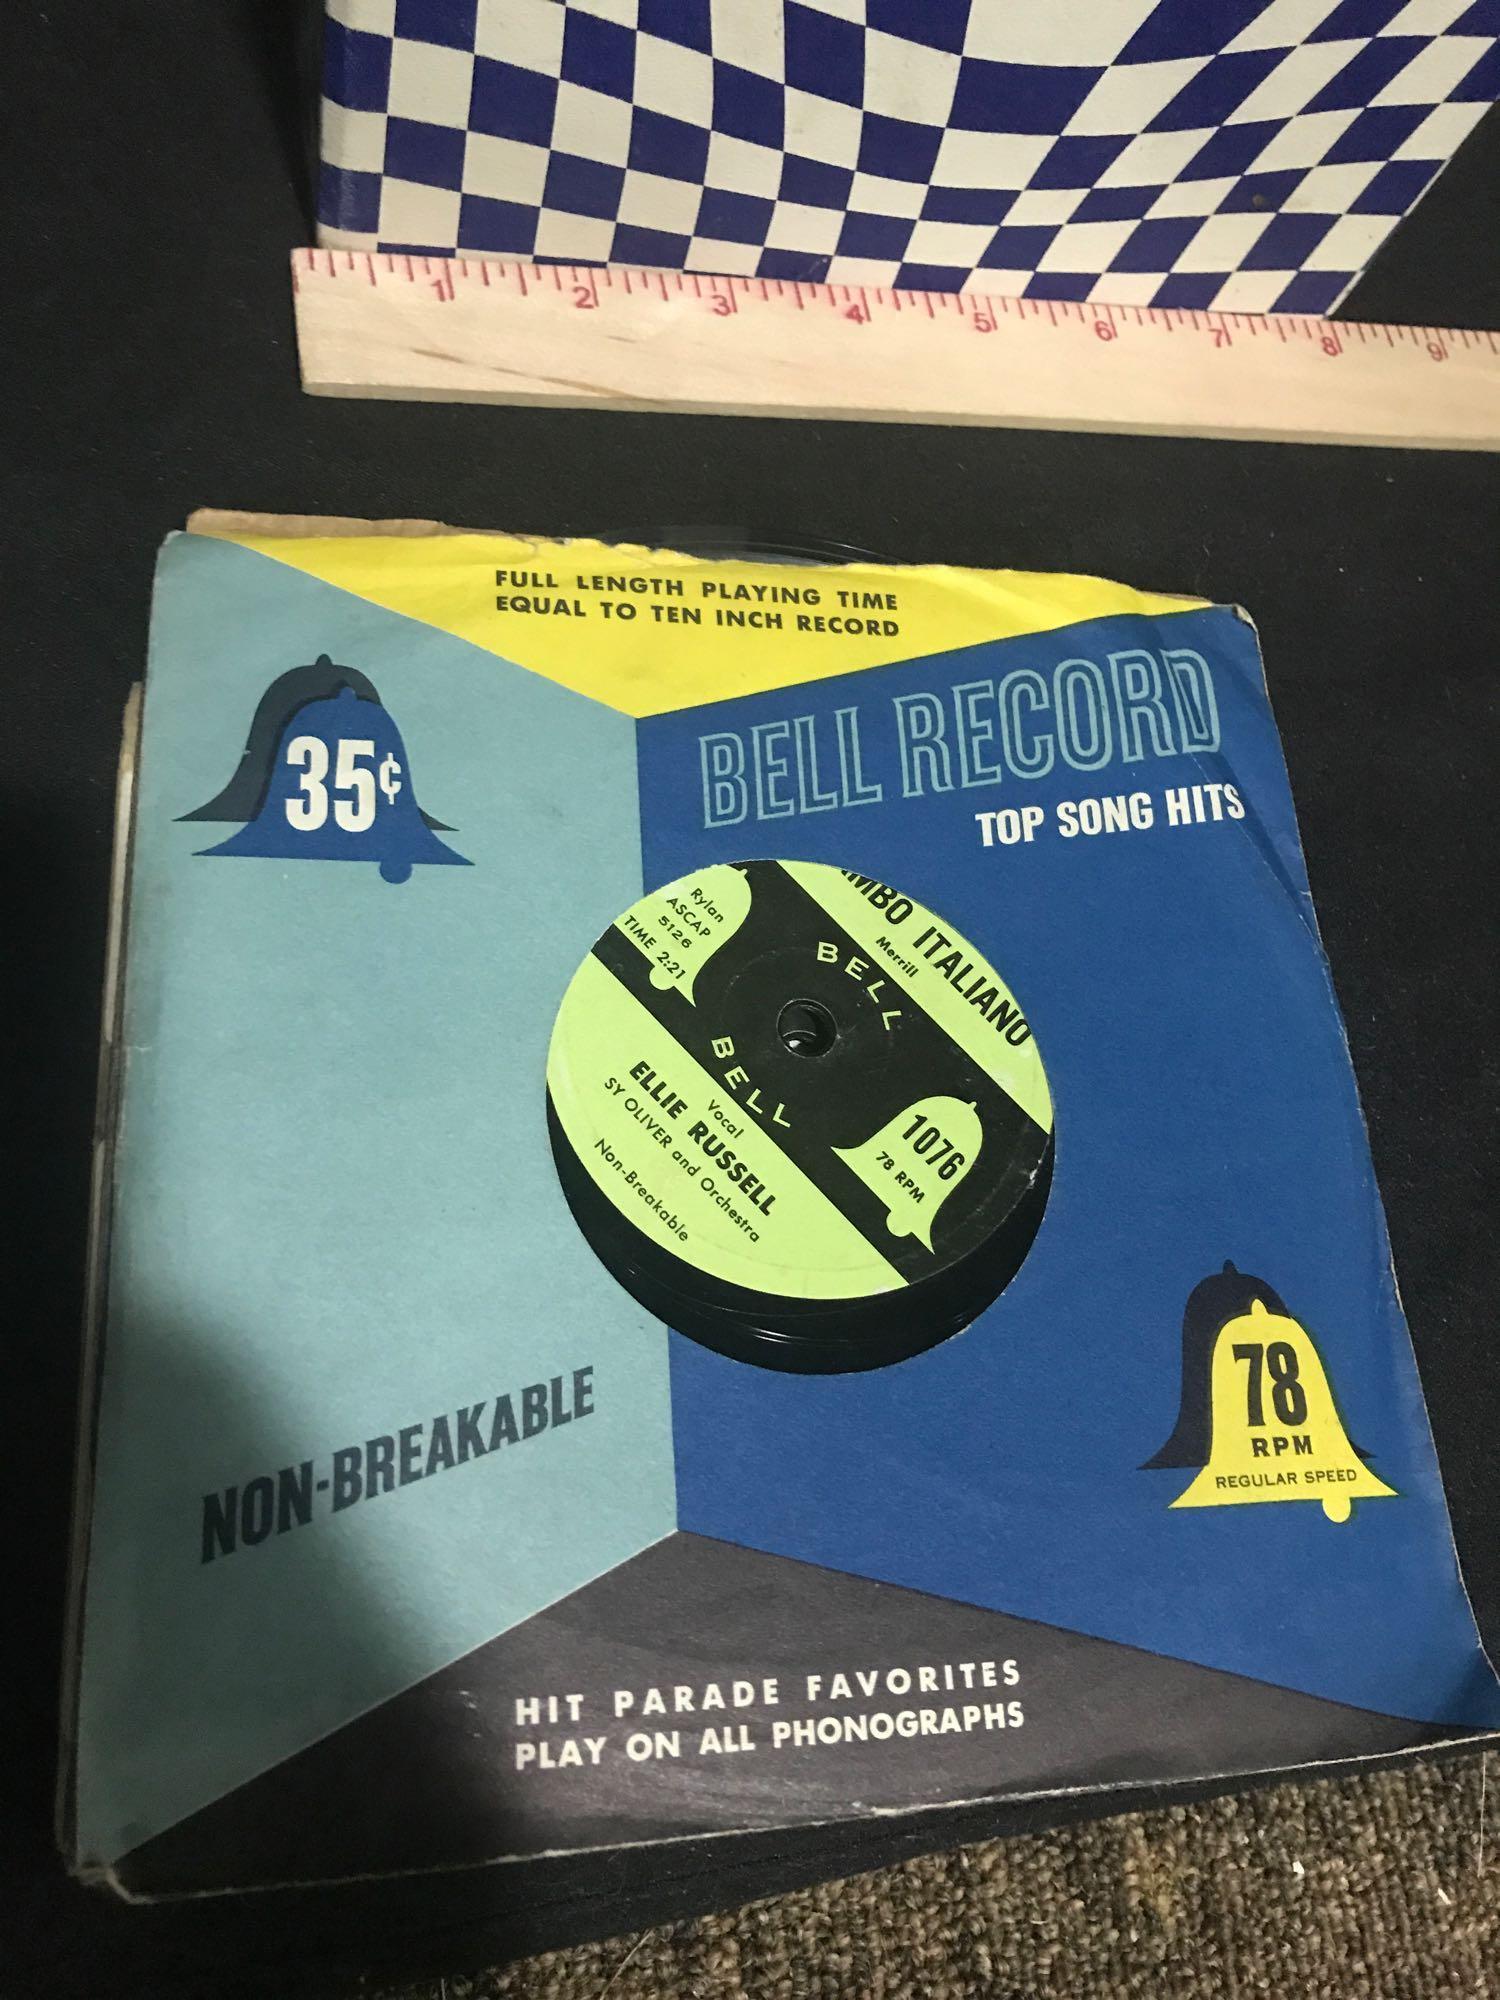 1 2 3 4 5 6 7 8 9
FULL LENGTH PLAYING TIME
EQUAL TO TEN INCH RECORD
35¢
BELL RECORD
TOP SONG HITS
MBO ITALIANO
Merrill
Rylan
ASCAP
5126
TIME 2:21
BELL
BELL
1076
78 RPM
Vocal
ELLIE RUSSELL
SY OLIVER and Orchestra
Non-Breakable
NON-BREAKABLE
78
RPM
REGULAR SPEED
HIT PARADE FAVORITES
PLAY ON ALL PHONOGRAPHS